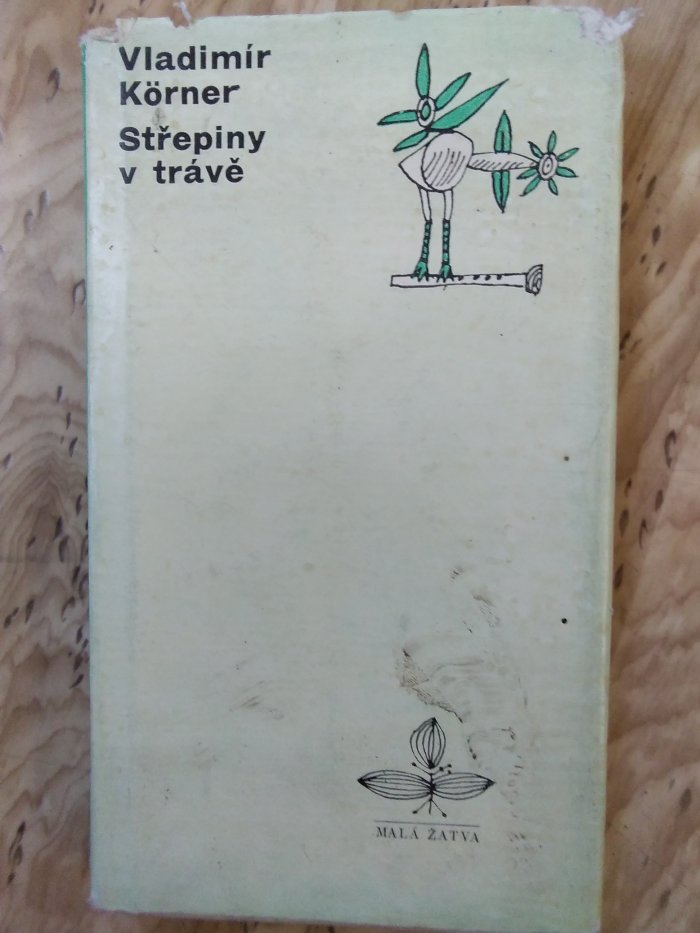 Vladimír
Körner
Střepiny
v trávě
MALÁ ŽATVA